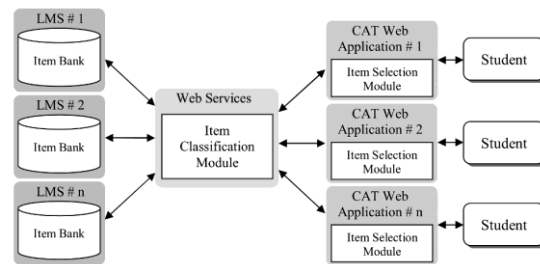 LMS # 1
Item Bank
LMS # 2
Item Bank
LMS # n
Item Bank
Web Services
Item
Classification
Module
CAT Web
Application # 1
Item Selection
Module
CAT Web
Application # 2
Item Selection
Module
CAT Web
Application # n
Item Selection
Module
Student
Student
Student